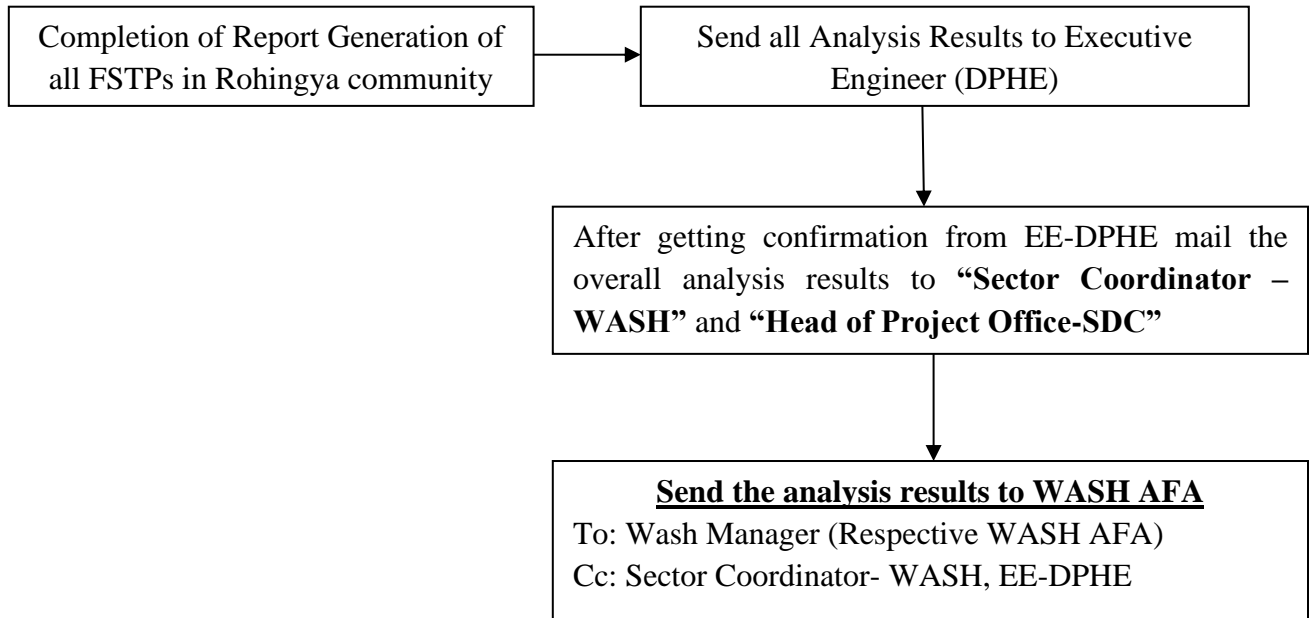 Completion of Report Generation of
all FSTPs in Rohingya community
Send all Analysis Results to Executive
Engineer (DPHE)
After getting confirmation from EE-DPHE mail the
overall analysis results to “Sector Coordinator –
WASH” and “Head of Project Office-SDC”
Send the analysis results to WASH AFA
To: Wash Manager (Respective WASH AFA)
Cc: Sector Coordinator- WASH, EE-DPHE